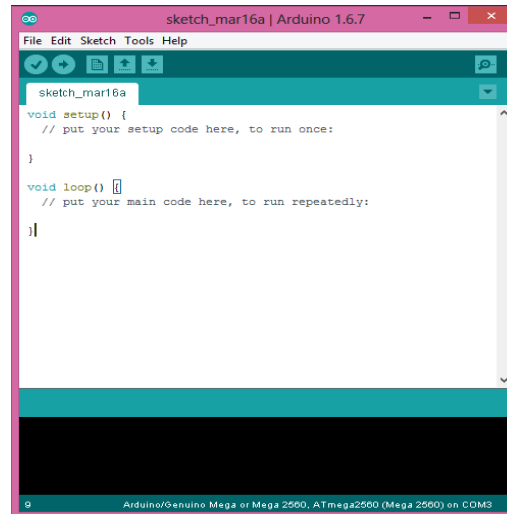 sketch_mar16a | Arduino 1.6.7
File Edit Sketch Tools Help
sketch_mar16a
void setup() {
  // put your setup code here, to run once:
}
void loop() {
  // put your main code here, to run repeatedly:
}
9 Arduino/Genuino Mega or Mega 2560, ATmega2560 (Mega 2560) on COM3